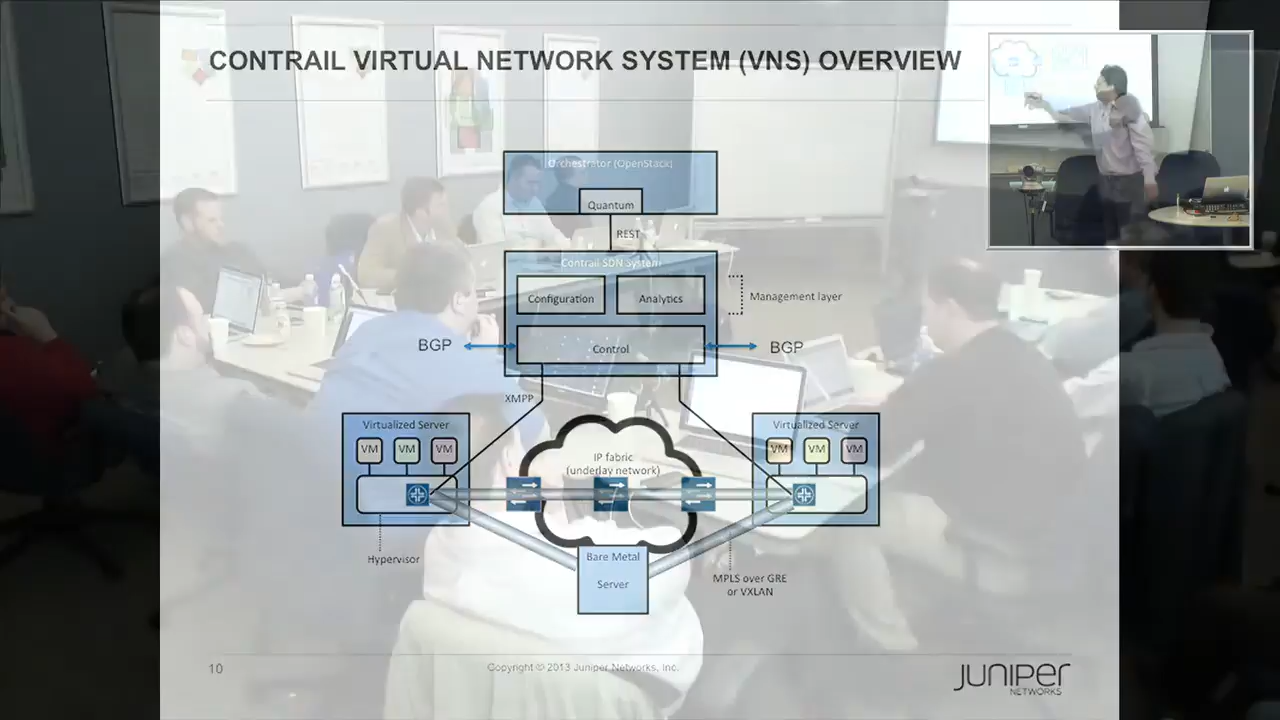 CONTRAIL VIRTUAL NETWORK SYSTEM (VNS) OVERVIEW
Orchestrator (OpenStack)
Quantum
REST
Contrail SDN System
Configuration
Analytics
Management layer
BGP
Control
BGP
XMPP
Virtualized Server
VM VM VM
IP fabric
(underlay network)
Virtualized Server
VM VM VM
Hypervisor
Bare Metal
Server
MPLS over GRE
or VXLAN
10
Copyright © 2013 Juniper Networks, Inc.
JUNIPER
NETWORKS